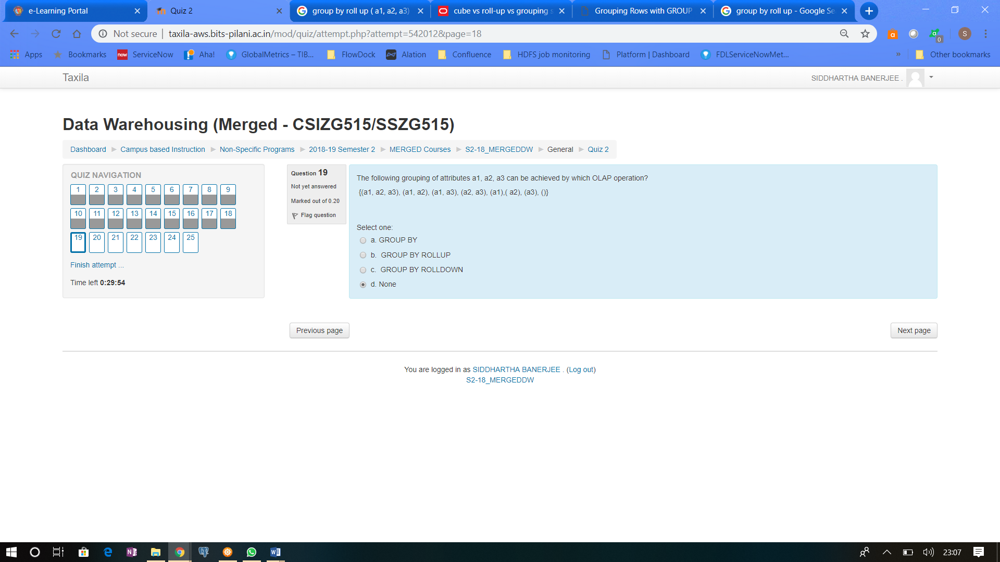 e-Learning Portal
Quiz 2
group by roll up ( a1, a2, a3)
cube vs roll-up vs grouping s
Grouping Rows with GROUP
group by roll up - Google Se
Not secure | taxila-aws.bits-pilani.ac.in/mod/quiz/attempt.php?attempt=542012&page=18
a
0
S
Apps
Bookmarks
now
ServiceNow
Aha!
GlobalMetrics – TIB...
FlowDock
Alation
Confluence
HDFS job monitoring
Platform | Dashboard
FDLServiceNowMet...
»
Other bookmarks
Taxila
SIDDHARTHA BANERJEE .
Data Warehousing (Merged - CSIZG515/SSZG515)
Dashboard ► Campus based Instruction ► Non-Specific Programs ► 2018-19 Semester 2 ► MERGED Courses ► S2-18_MERGEDDW ► General ► Quiz 2
QUIZ NAVIGATION
1 2 3 4 5 6 7 8 9
10 11 12 13 14 15 16 17 18
19 20 21 22 23 24 25
Finish attempt ...
Time left 0:29:54
Question 19
Not yet answered
Marked out of 0.20
Flag question
The following grouping of attributes a1, a2, a3 can be achieved by which OLAP operation?
{(a1, a2, a3), (a1, a2), (a1, a3), (a2, a3), (a1),( a2), (a3), ()}
Select one:
a. GROUP BY
b. GROUP BY ROLLUP
c. GROUP BY ROLLDOWN
d. None
Previous page
Next page
You are logged in as SIDDHARTHA BANERJEE . (Log out)
S2-18_MERGEDDW
23:07